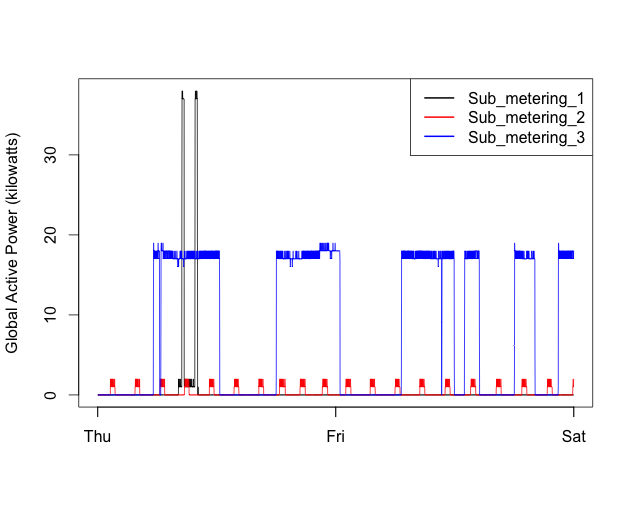 Sub_metering_1
Sub_metering_2
Sub_metering_3
Global Active Power (kilowatts)
30
20
10
0
Thu Fri Sat